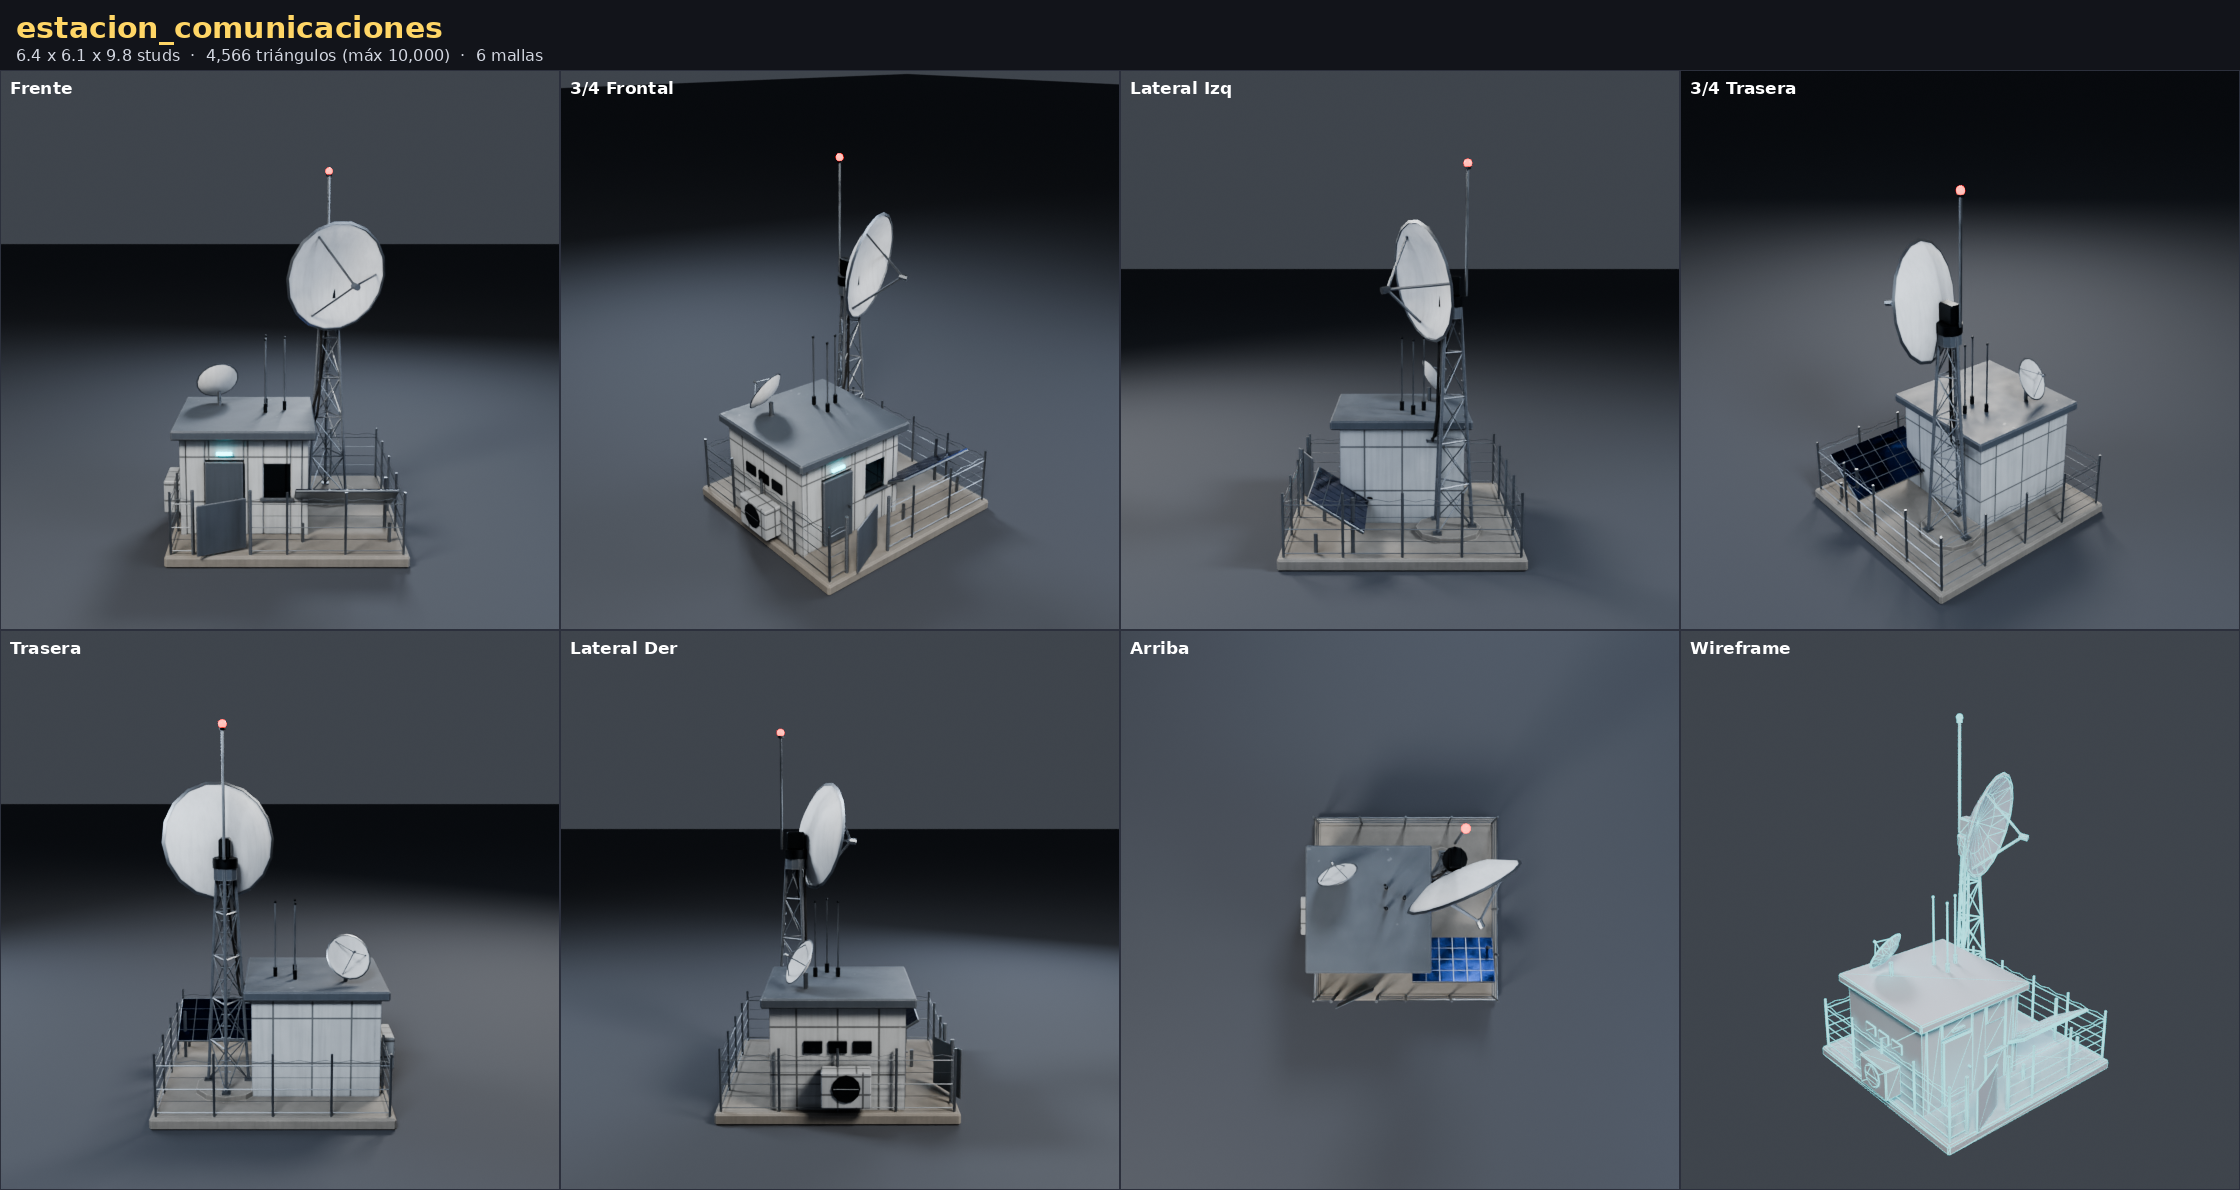 estacion_comunicaciones
6.4 x 6.1 x 9.8 studs · 4,566 triángulos (máx 10,000) · 6 mallas
Frente
3/4 Frontal
Lateral Izq
3/4 Trasera
Trasera
Lateral Der
Arriba
Wireframe